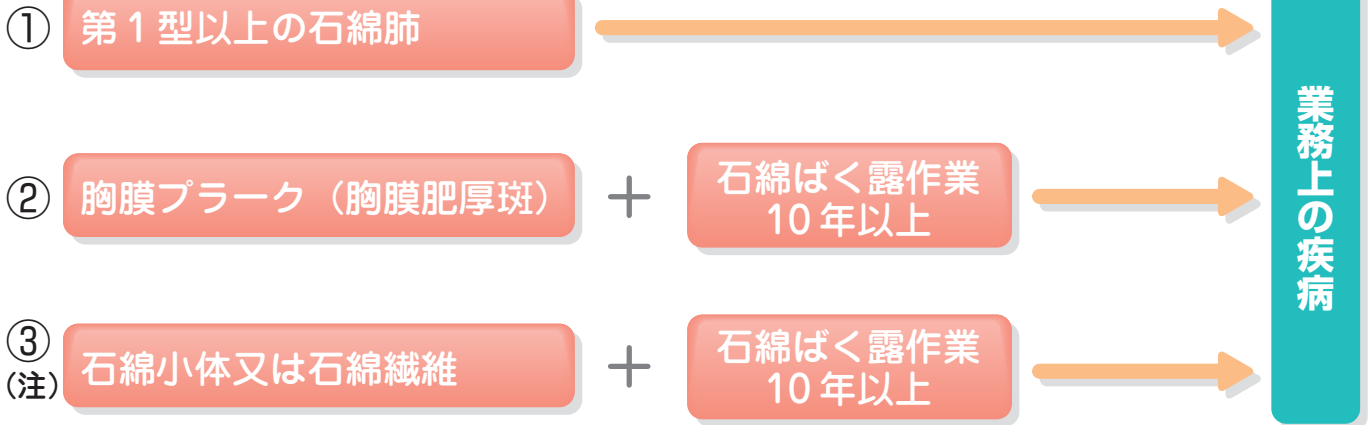 ① 第1型以上の石綿肺
② 胸膜プラーク（胸膜肥厚斑） ＋ 石綿ばく露作業
10年以上
③
(注) 石綿小体又は石綿繊維 ＋ 石綿ばく露作業
10年以上
業務上の疾病